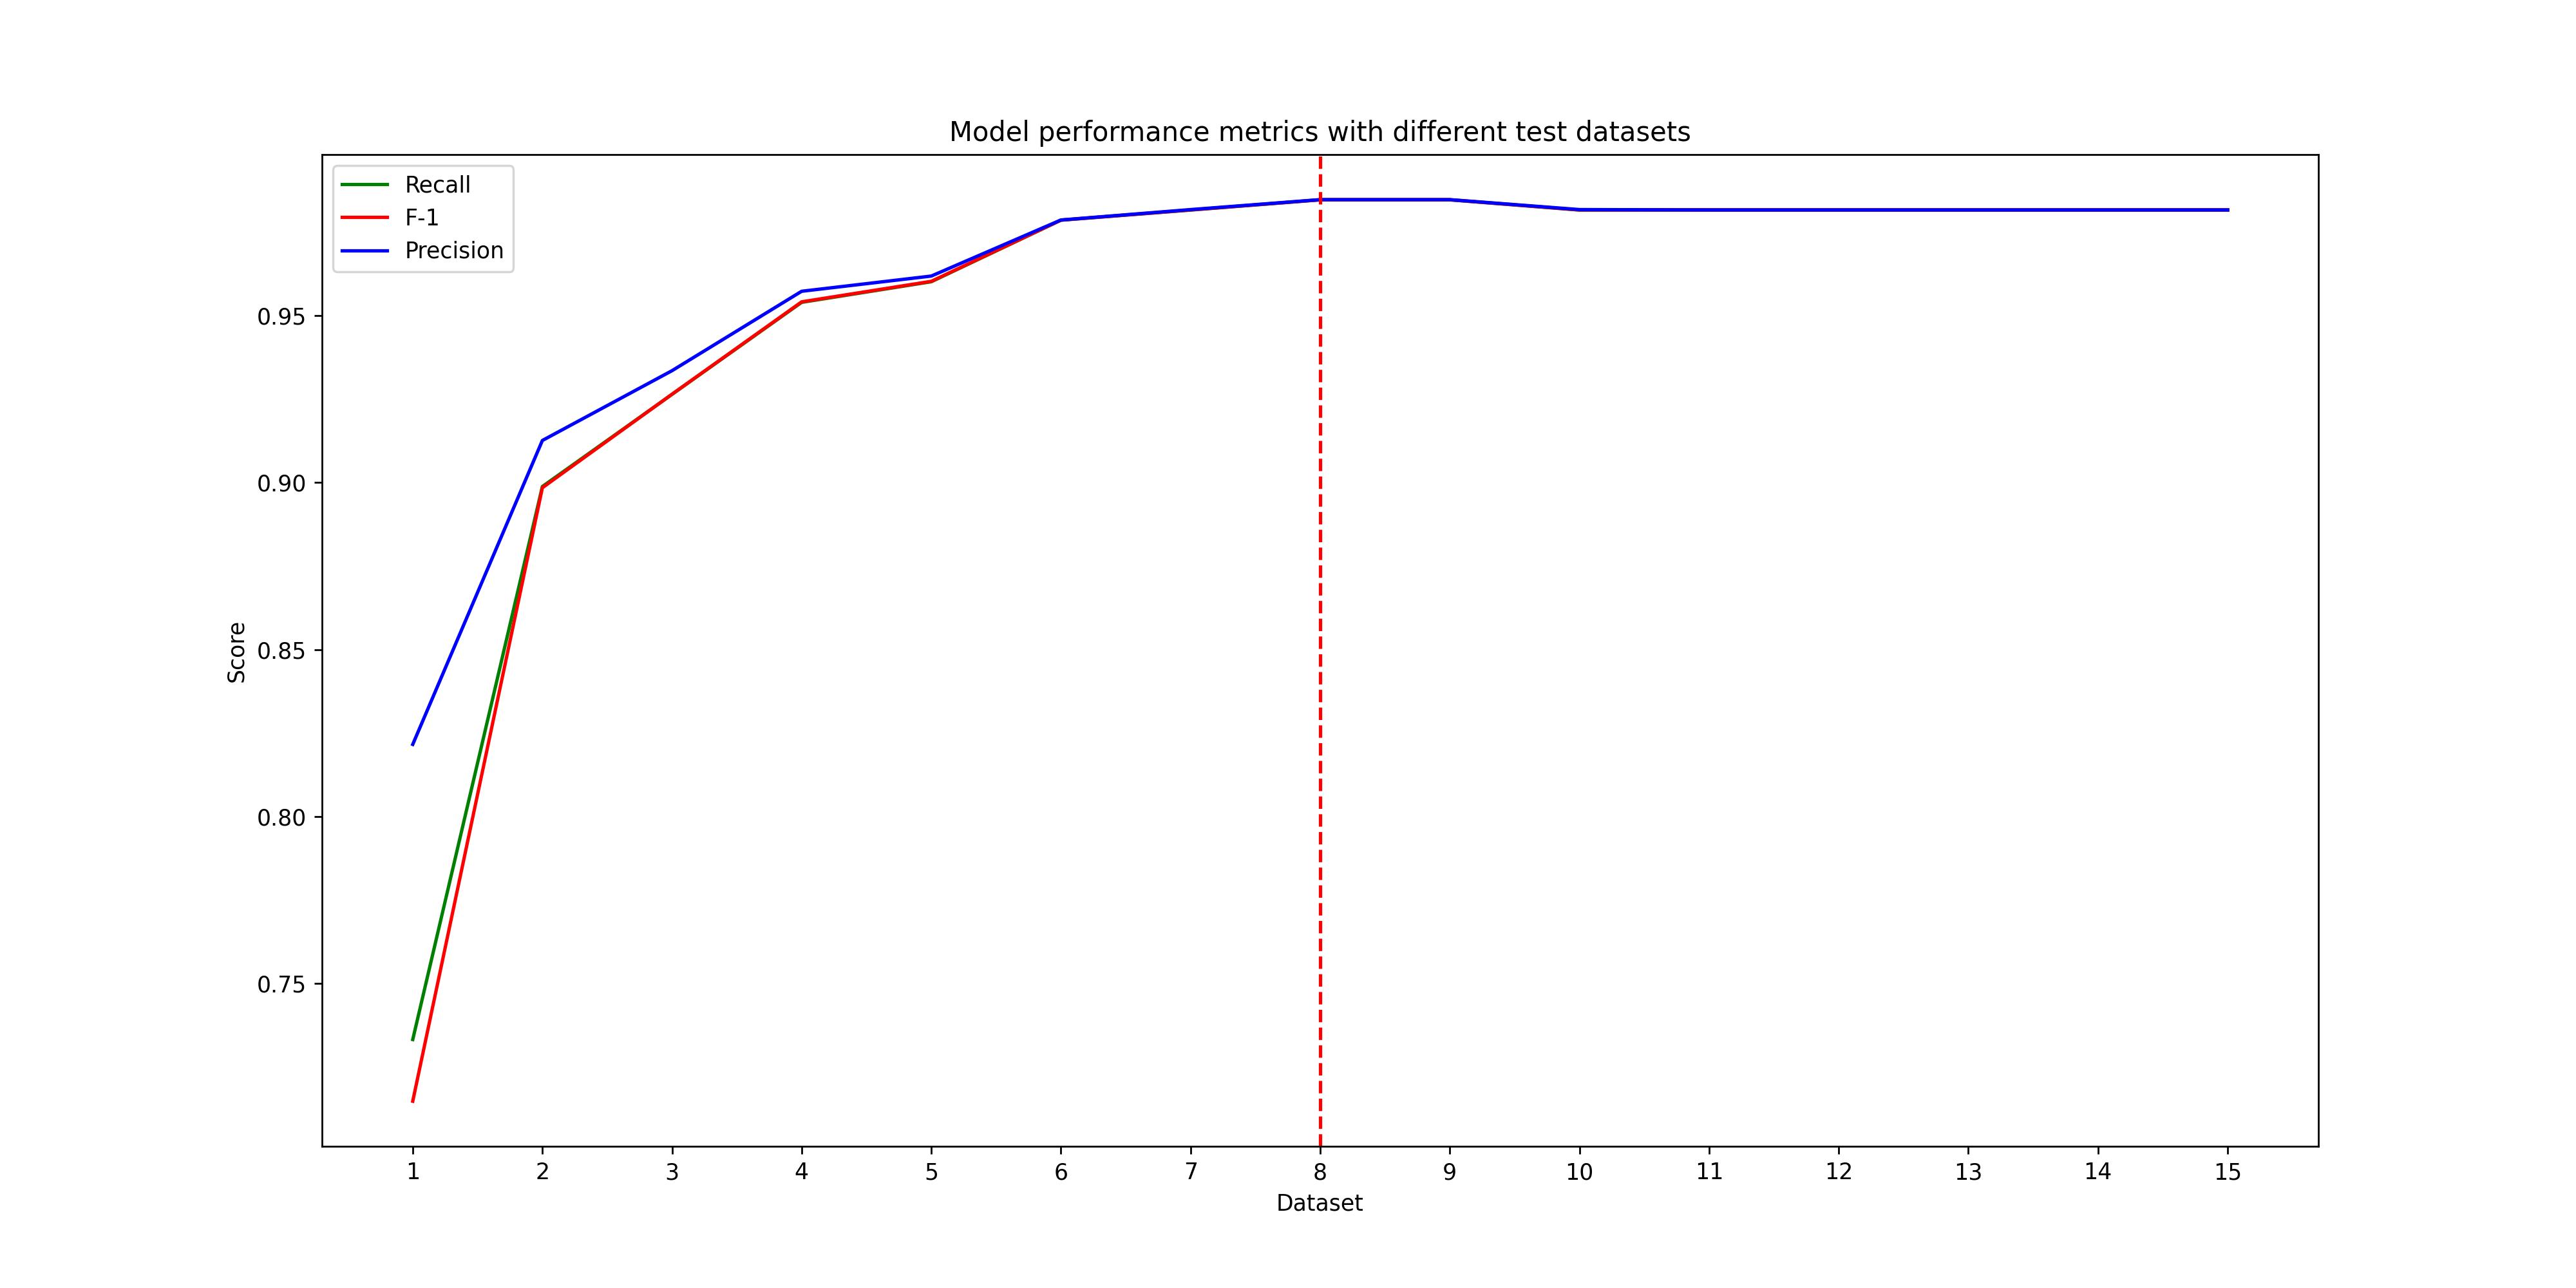 Model performance metrics with different test datasets
Recall
F-1
Precision
0.95
0.90
0.85
0.80
0.75
Score
1 2 3 4 5 6 7 8 9 10 11 12 13 14 15
Dataset